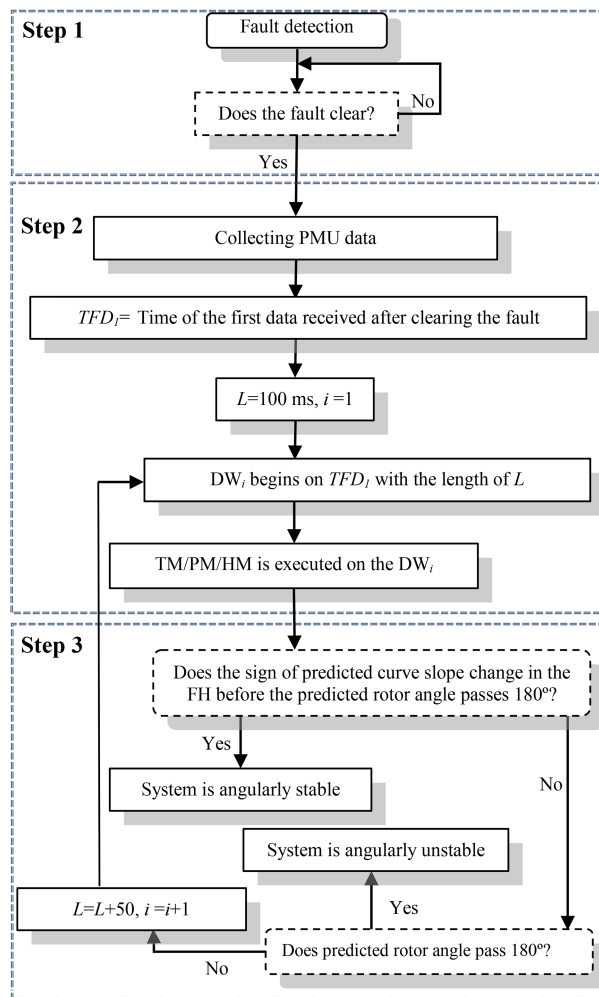 Step 1
Fault detection
No
Does the fault clear?
Yes
Step 2
Collecting PMU data
TFD₁= Time of the first data received after clearing the fault
L=100 ms, i =1
DWᵢ begins on TFD₁ with the length of L
TM/PM/HM is executed on the DWᵢ
Step 3
Does the sign of predicted curve slope change in the
FH before the predicted rotor angle passes 180º?
Yes
No
System is angularly stable
System is angularly unstable
L=L+50, i =i+1
Yes
Does predicted rotor angle pass 180º?
No